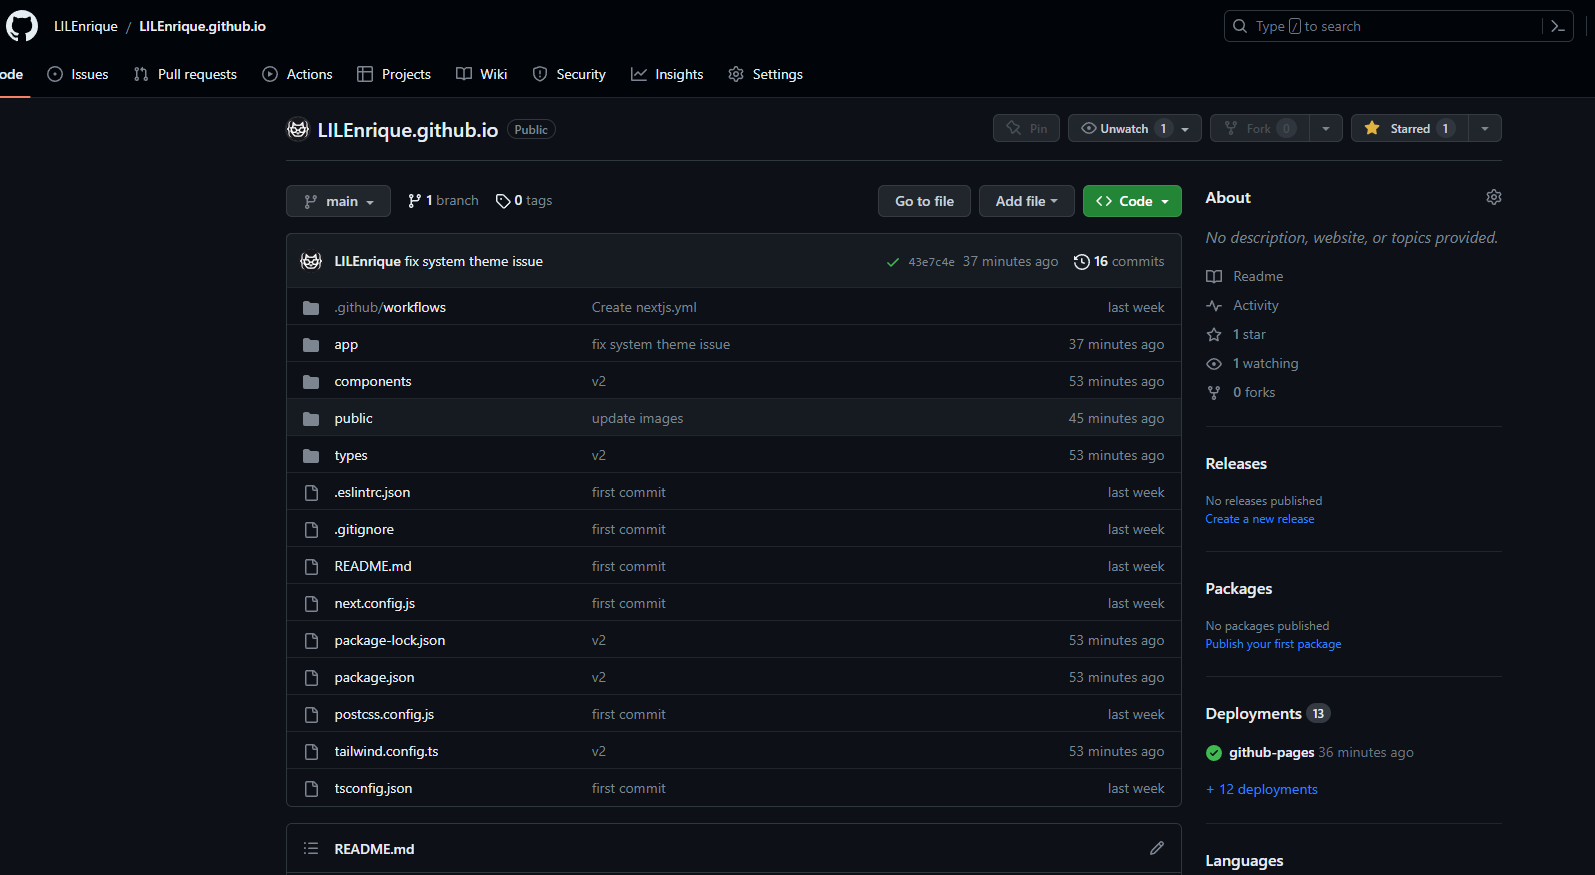 LILEnrique / LILEnrique.github.io
Type / to search
ode Issues Pull requests Actions Projects Wiki Security Insights Settings
LILEnrique.github.io Public
Pin Unwatch 1 Fork 0 Starred 1
main 1 branch 0 tags Go to file Add file <> Code
LILEnrique fix system theme issue 43e7c4e 37 minutes ago 16 commits
.github/workflows Create nextjs.yml last week
app fix system theme issue 37 minutes ago
components v2 53 minutes ago
public update images 45 minutes ago
types v2 53 minutes ago
.eslintrc.json first commit last week
.gitignore first commit last week
README.md first commit last week
next.config.js first commit last week
package-lock.json v2 53 minutes ago
package.json v2 53 minutes ago
postcss.config.js first commit last week
tailwind.config.ts v2 53 minutes ago
tsconfig.json first commit last week
README.md
About
No description, website, or topics provided.
Readme
Activity
1 star
1 watching
0 forks
Releases
No releases published
Create a new release
Packages
No packages published
Publish your first package
Deployments 13
github-pages 36 minutes ago
+ 12 deployments
Languages